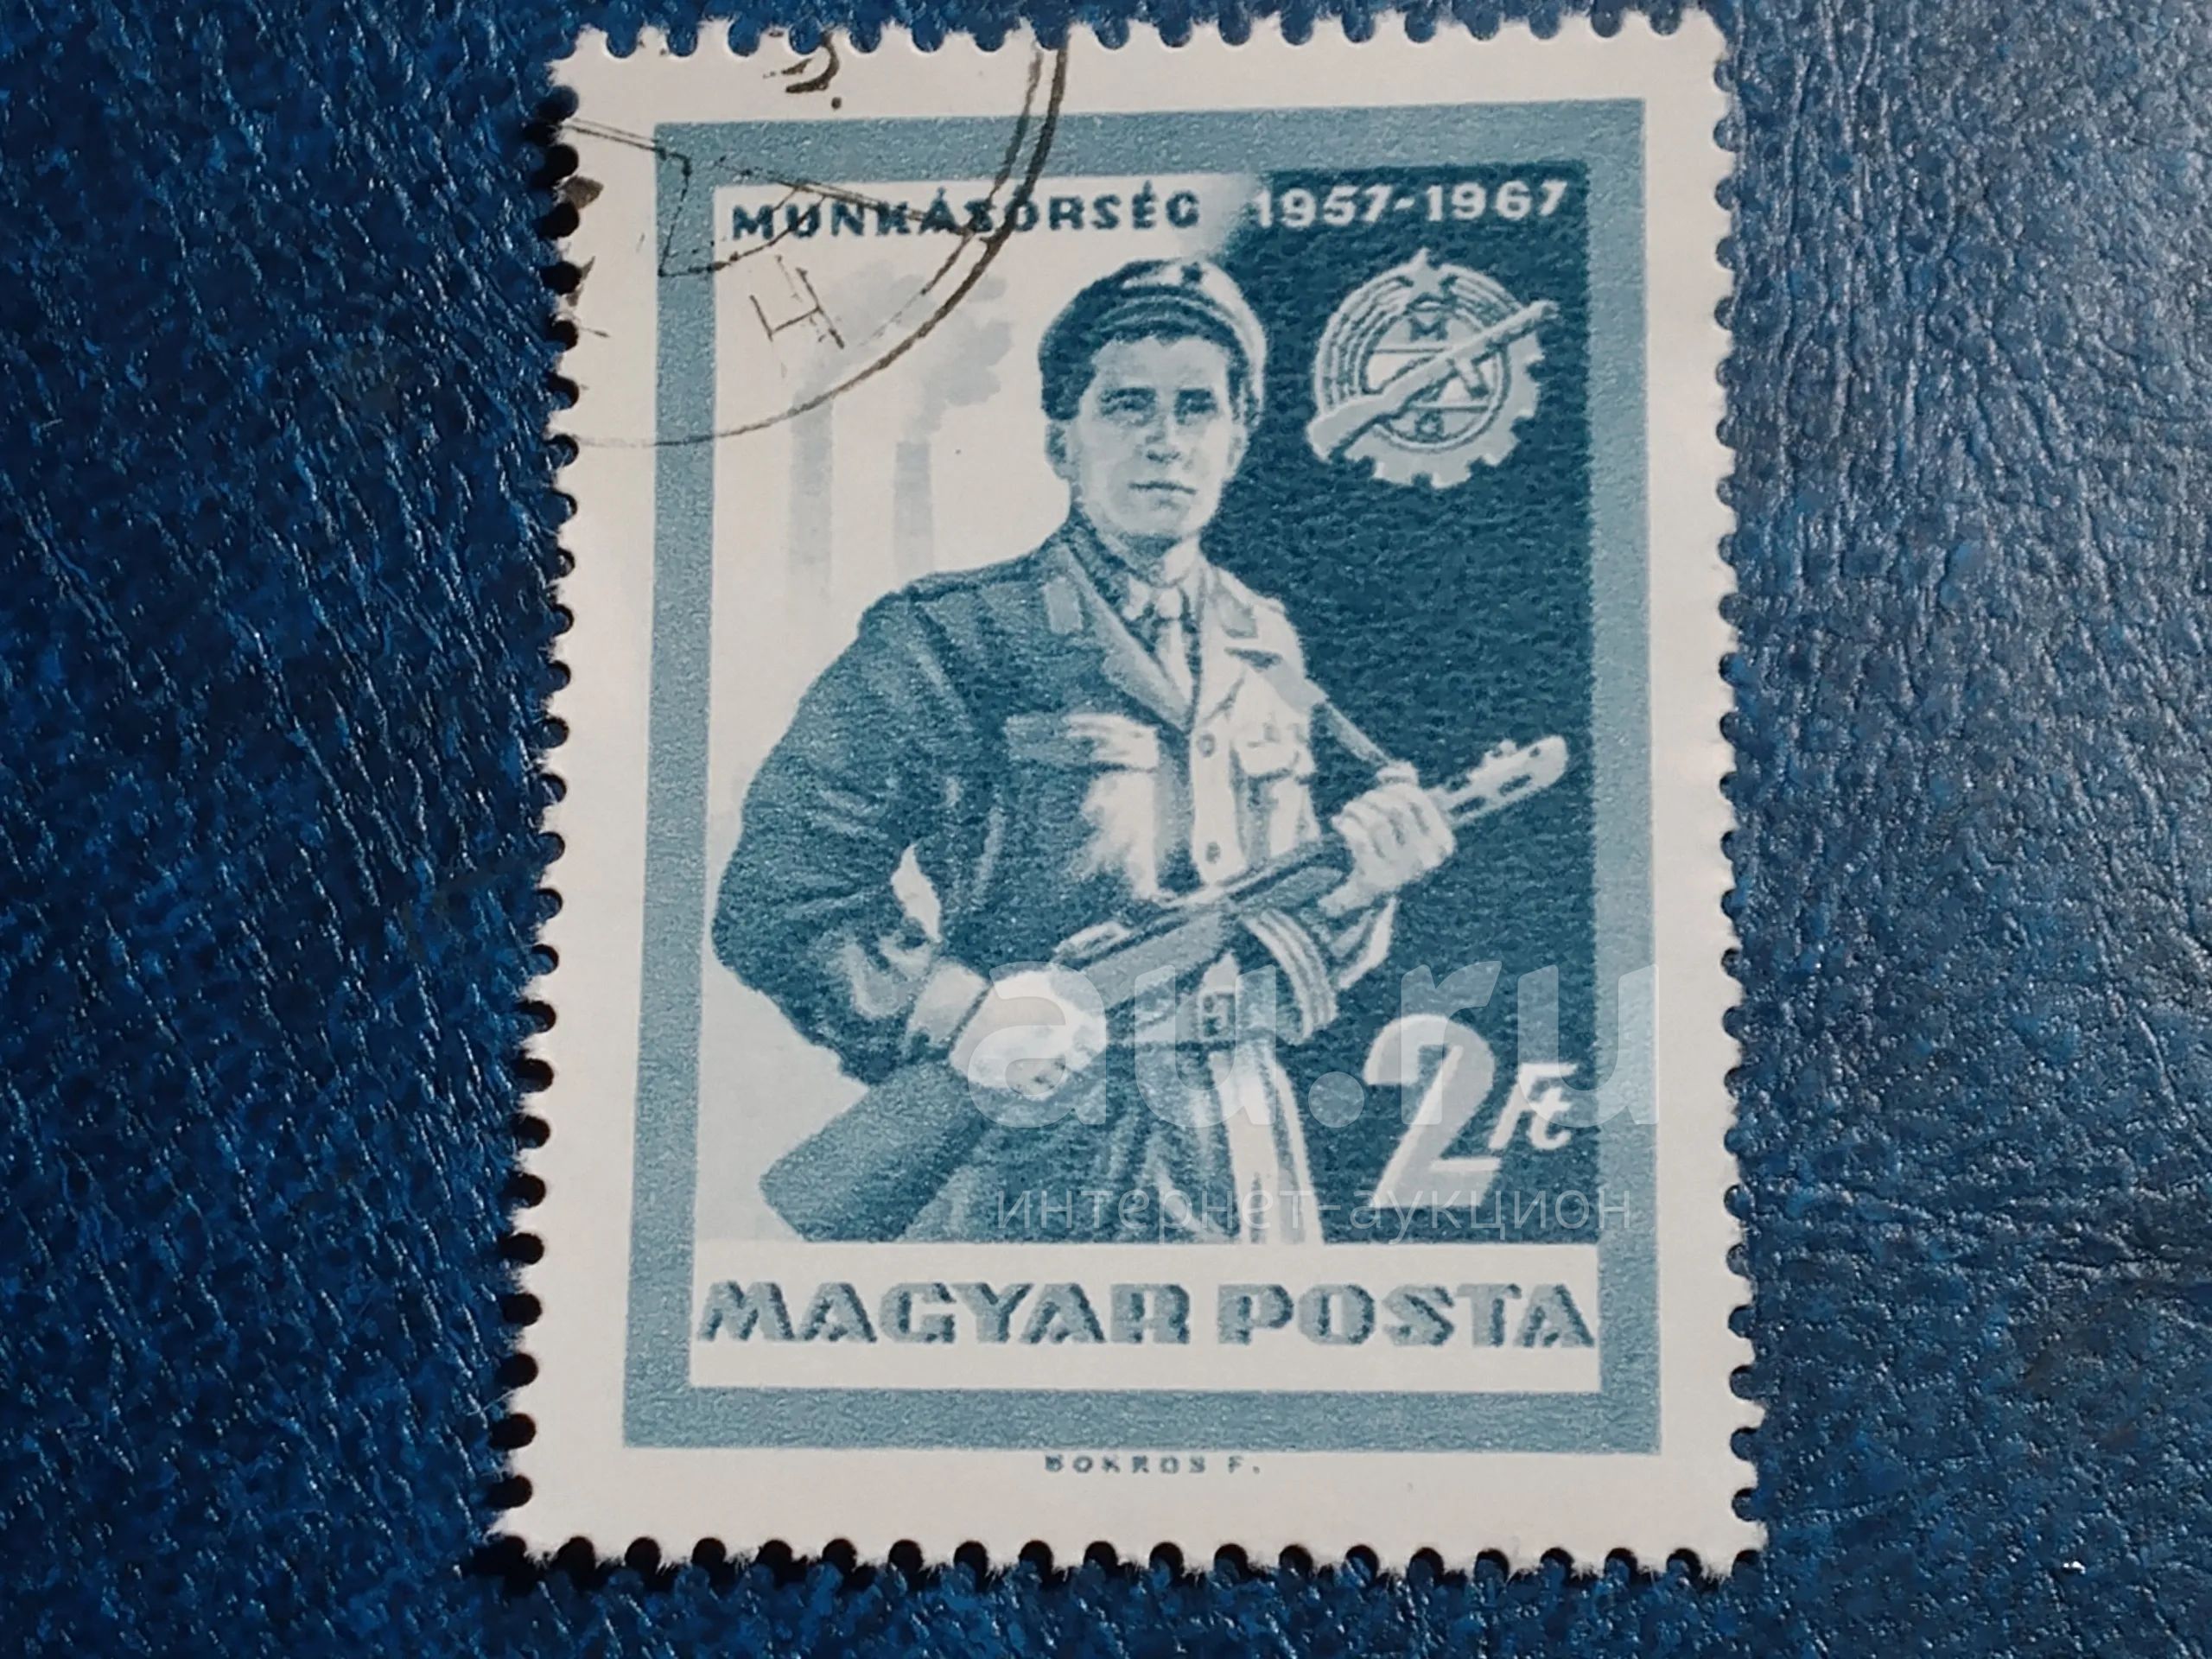 MUNKÁSŐRSÉG 1957-1967
M
G
2 Ft
au.ru
интернет-аукцион
MAGYAR POSTA
BOKROS F.